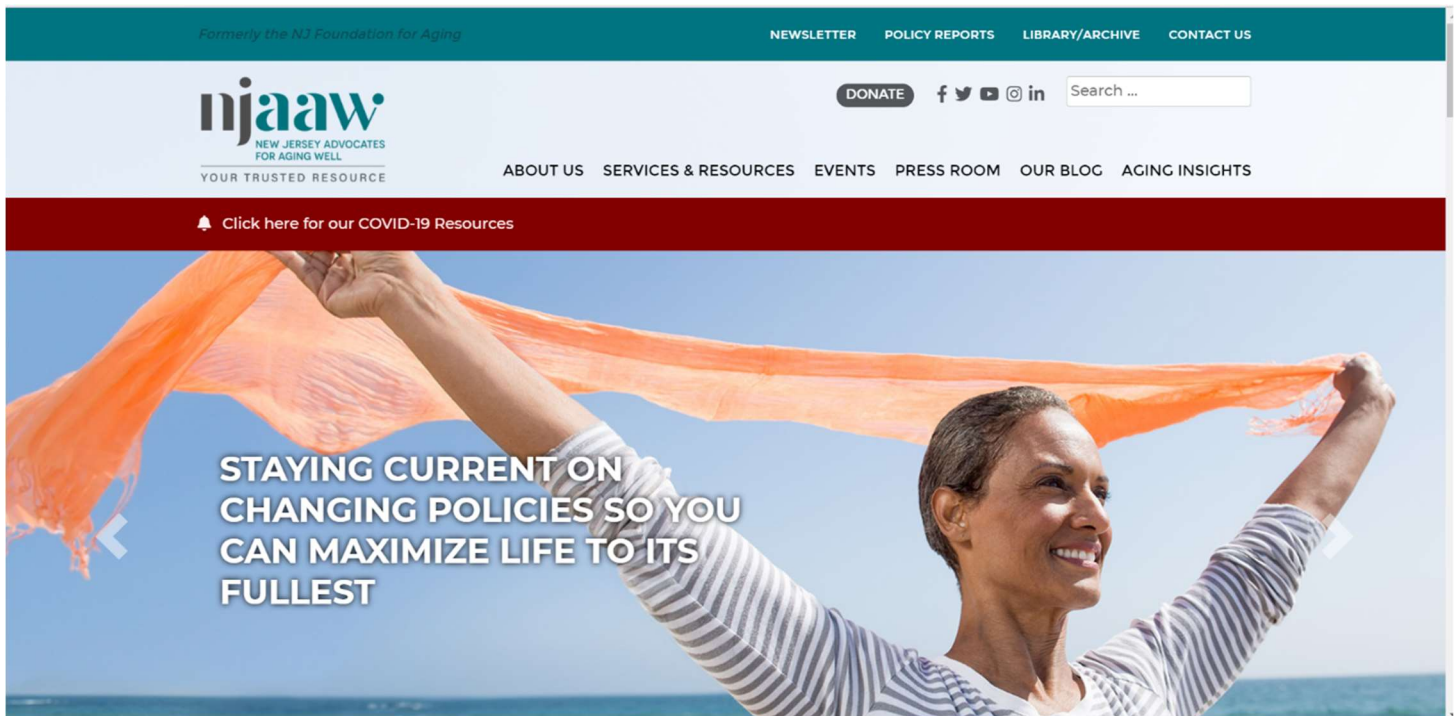 Formerly the NJ Foundation for Aging
NEWSLETTER POLICY REPORTS LIBRARY/ARCHIVE CONTACT US
njaaw
NEW JERSEY ADVOCATES
FOR AGING WELL
YOUR TRUSTED RESOURCE
DONATE
Search ...
ABOUT US SERVICES & RESOURCES EVENTS PRESS ROOM OUR BLOG AGING INSIGHTS
Click here for our COVID-19 Resources
STAYING CURRENT ON
CHANGING POLICIES SO YOU
CAN MAXIMIZE LIFE TO ITS
FULLEST